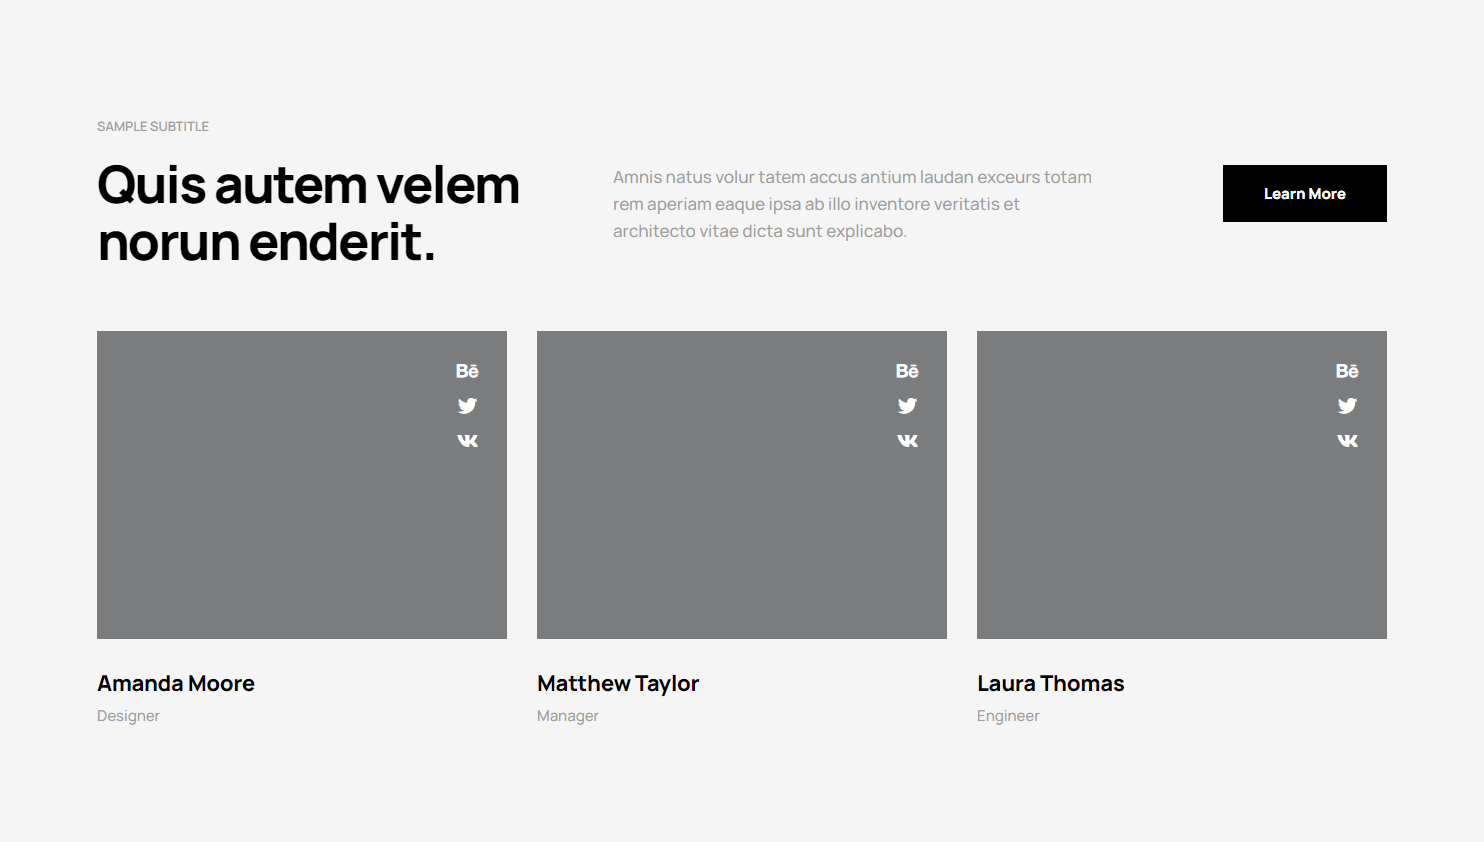 SAMPLE SUBTITLE
Quis autem velem
norun enderit.
Amnis natus volur tatem accus antium laudan exceurs totam
rem aperiam eaque ipsa ab illo inventore veritatis et
architecto vitae dicta sunt explicabo.
Learn More
Bē
Bē
Bē
Amanda Moore
Designer
Matthew Taylor
Manager
Laura Thomas
Engineer